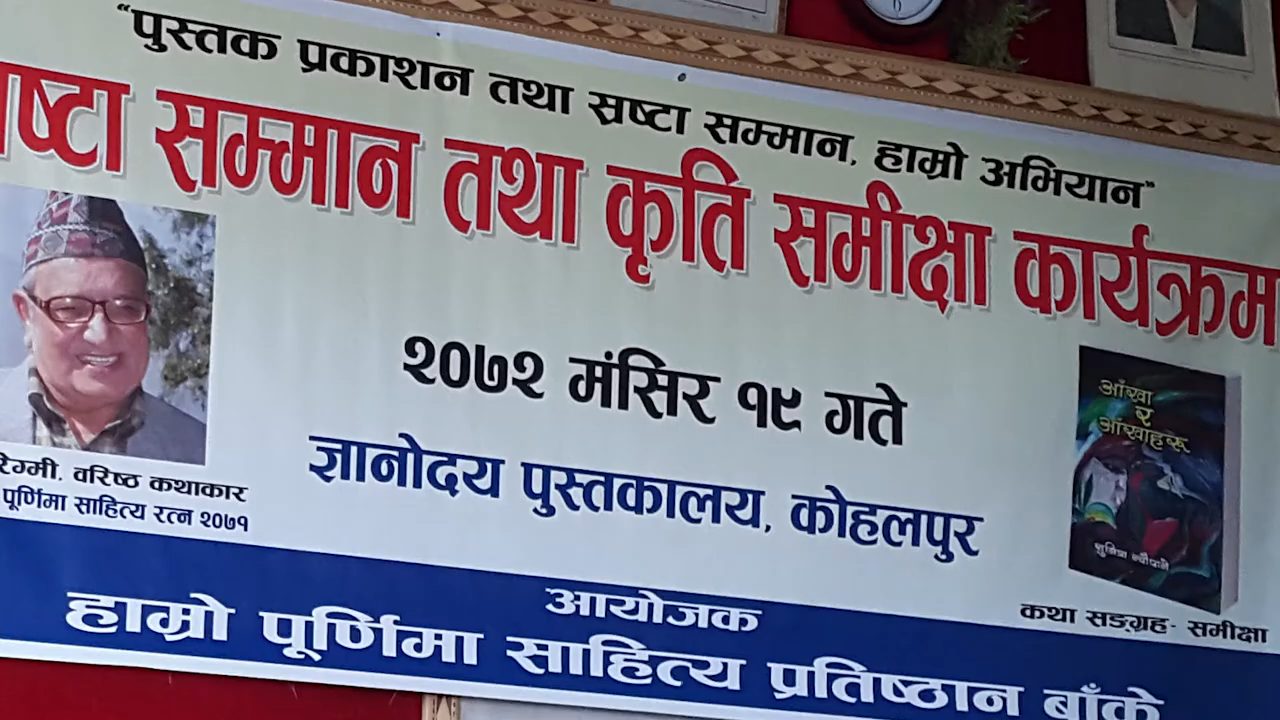 “पुस्तक प्रकाशन तथा स्रष्टा सम्मान, हाम्रो अभियान”
स्रष्टा सम्मान तथा कृति समीक्षा कार्यक्रम
२०७२ मंसिर १९ गते
ज्ञानोदय पुस्तकालय, कोहलपुर
वरिष्ठ कथाकार
पूर्णिमा साहित्य रत्न २०७१
आँखा
र
आँखाहरू
कथा सङ्ग्रह- समीक्षा
आयोजक
हाम्रो पूर्णिमा साहित्य प्रतिष्ठान बाँके